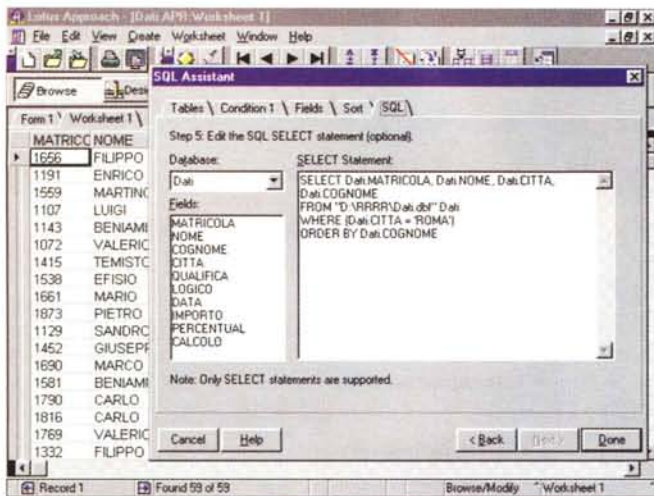 Lotus Approach - [Dati.APR:Worksheet 1]
File Edit View Create Worksheet Window Help
Browse Desi
Form 1 Worksheet 1
MATRICC NOME
1656 FILIPPO
1191 ENRICO
1559 MARTINO
1107 LUIGI
1143 BENIAMI
1072 VALERIC
1415 TEMISTC
1538 EFISIO
1661 MARIO
1873 PIETRO
1129 SANDRO
1452 GIUSEPF
1690 MARCO
1581 BENIAMI
1790 CARLO
1816 CARLO
1769 VALERIC
1332 FILIPPO
SQL Assistant
Tables Condition 1 Fields Sort SQL
Step 5: Edit the SQL SELECT statement (optional).
Database:
Dati
Fields:
MATRICOLA
NOME
COGNOME
CITTA
QUALIFICA
LOGICO
DATA
IMPORTO
PERCENTUAL
CALCOLO
SELECT Statement:
SELECT Dati.MATRICOLA, Dati.NOME, Dati.CITTA,
Dati.COGNOME
FROM "D:\RRRR\Dati.dbf" Dati
WHERE (Dati.CITTA = 'ROMA')
ORDER BY Dati.COGNOME
Note: Only SELECT statements are supported.
Cancel Help < Back Next > Done
Record 1 Found 59 of 59 Browse/Modify Worksheet 1